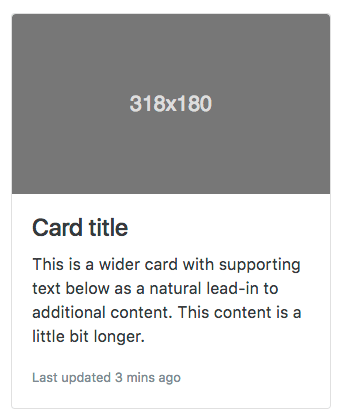 318x180
Card title
This is a wider card with supporting
text below as a natural lead-in to
additional content. This content is a
little bit longer.
Last updated 3 mins ago